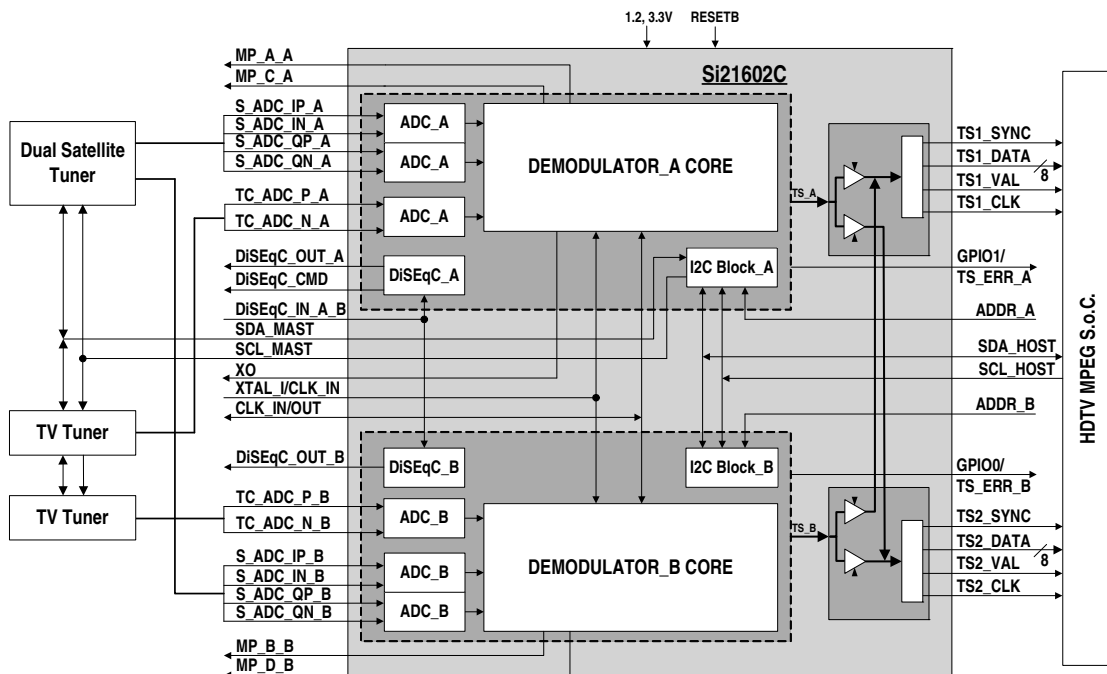 1.2, 3.3V
RESETB
Si21602C
MP_A_A
MP_C_A
S_ADC_IP_A
S_ADC_IN_A
S_ADC_QP_A
S_ADC_QN_A
TC_ADC_P_A
TC_ADC_N_A
DiSEqC_OUT_A
DiSEqC_CMD
DiSEqC_IN_A_B
SDA_MAST
SCL_MAST
XO
XTAL_I/CLK_IN
CLK_IN/OUT
DiSEqC_OUT_B
TC_ADC_P_B
TC_ADC_N_B
S_ADC_IP_B
S_ADC_IN_B
S_ADC_QP_B
S_ADC_QN_B
MP_B_B
MP_D_B
Dual Satellite
Tuner
TV Tuner
TV Tuner
ADC_A
ADC_A
ADC_A
DiSEqC_A
DEMODULATOR_A CORE
I2C Block_A
TS_A
DiSEqC_B
ADC_B
ADC_B
ADC_B
DEMODULATOR_B CORE
I2C Block_B
TS_B
TS1_SYNC
TS1_DATA
8
TS1_VAL
TS1_CLK
GPIO1/
TS_ERR_A
ADDR_A
SDA_HOST
SCL_HOST
ADDR_B
GPIO0/
TS_ERR_B
TS2_SYNC
TS2_DATA
8
TS2_VAL
TS2_CLK
HDTV MPEG S.o.C.